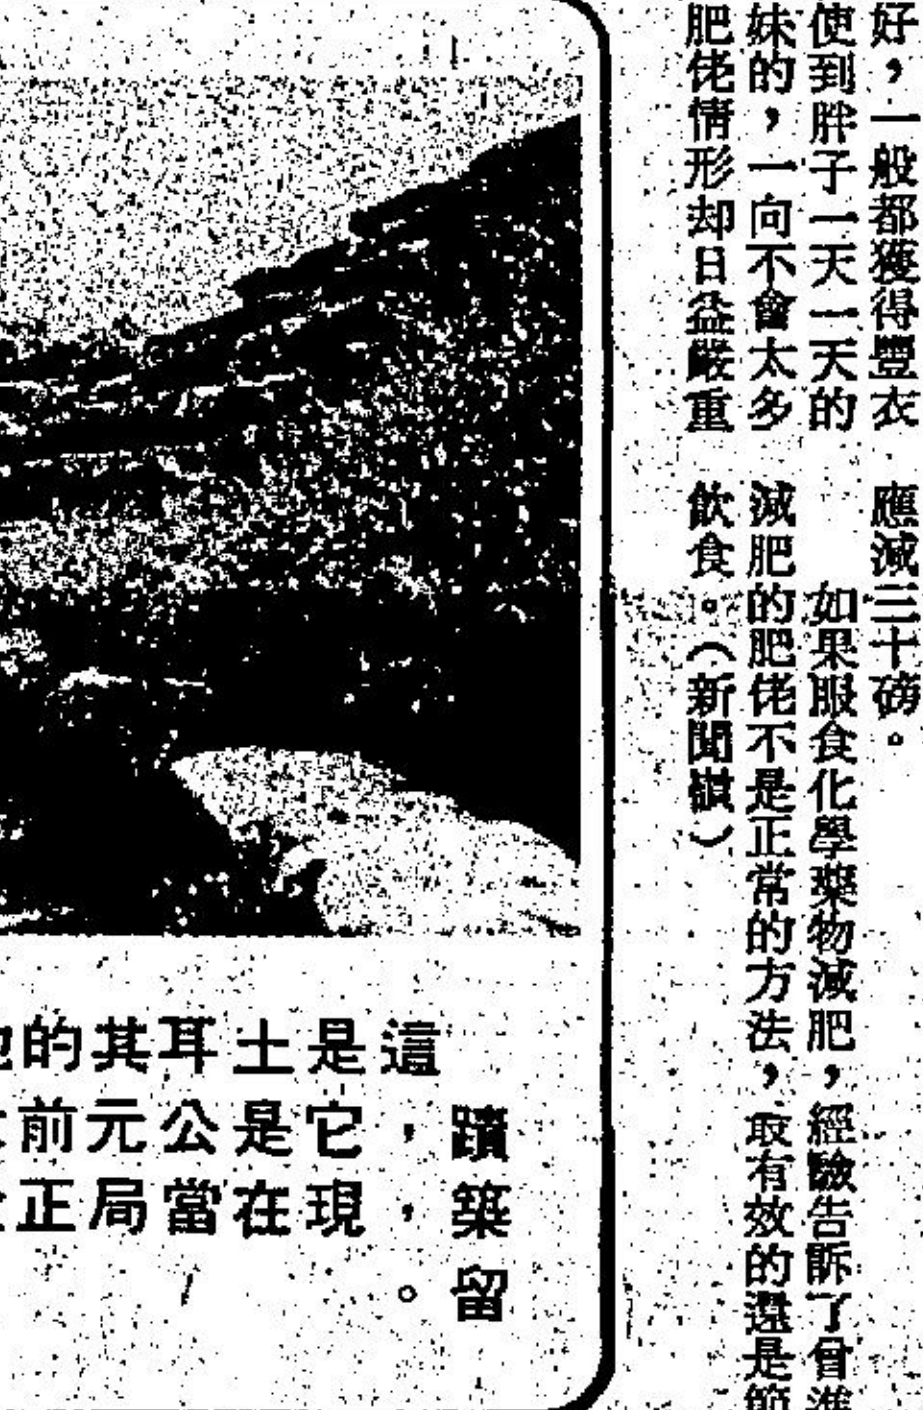 好，一般都獲得豐衣
使到胖子一天一天的
妹的，一向不會太多
肥佬情形却日益嚴重
應減三十磅。
如果服食化學藥物減肥，經驗告訴了曾進
減肥的肥佬不是正常的方法，最有效的還是節
飲食。（新聞）
這是土耳其的
蹟，它是公元前
築，現在當局正
留。